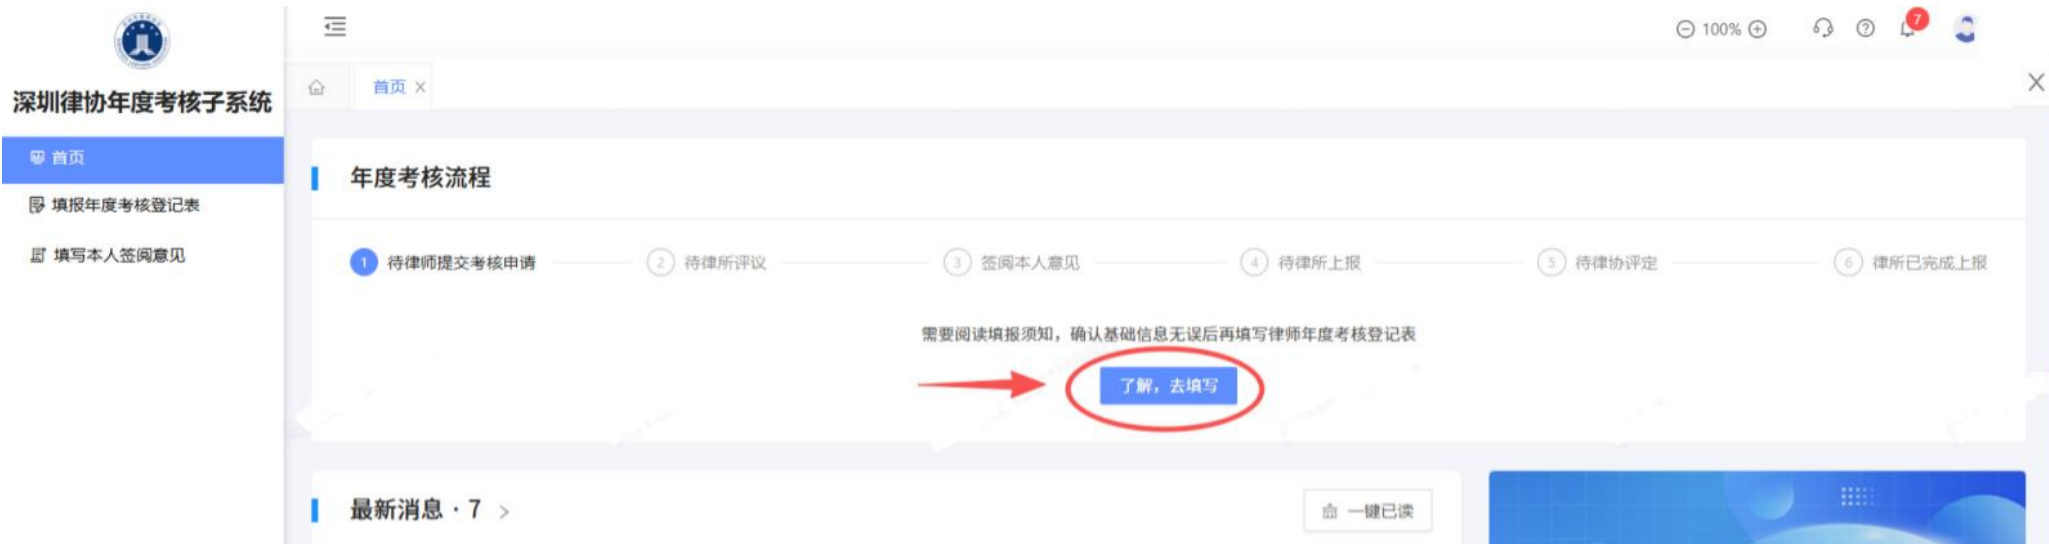 深圳律协年度考核子系统
首页
填报年度考核登记表
填写本人签阅意见
100%
7
首页 X
年度考核流程
1 待律师提交考核申请
2 待律所评议
3 签阅本人意见
4 待律所上报
5 待律协评定
6 律所已完成上报
需要阅读填报须知，确认基础信息无误后再填写律师年度考核登记表
了解，去填写
最新消息 · 7 >
一键已读